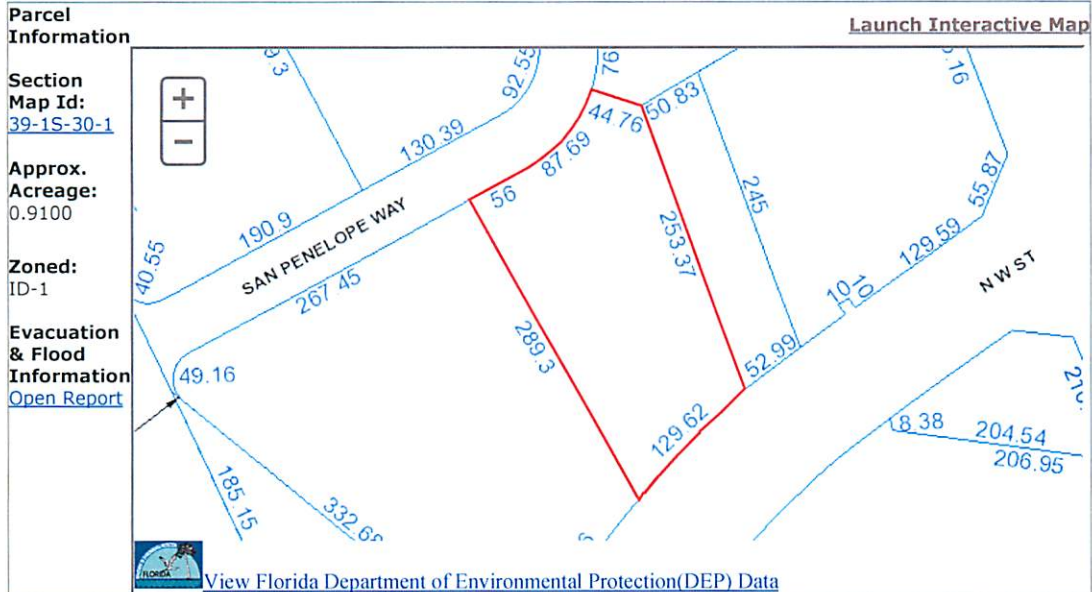 Parcel
Information
Launch Interactive Map
Section
Map Id:
39-1S-30-1
Approx.
Acreage:
0.9100
Zoned:
ID-1
Evacuation
& Flood
Information
Open Report
+
−
9.3
92.55
76
130.39
44.76
50.83
87.69
56
190.9
SAN PENELOPE WAY
267.45
40.55
49.16
289.3
253.37
245
55.87
129.59
N W ST
10
10
52.99
129.62
8.38
204.54
206.95
185.15
FLORIDA
View Florida Department of Environmental Protection(DEP) Data